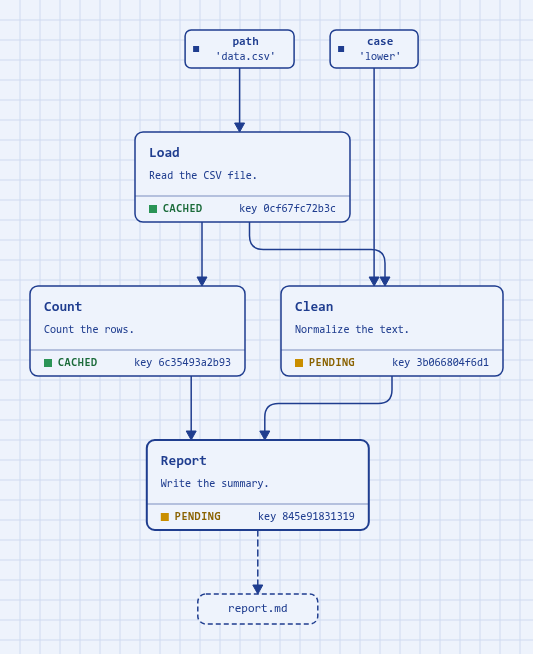 path
'data.csv'
case
'lower'
Load
Read the CSV file.
CACHED key 0cf67fc72b3c
Count
Count the rows.
CACHED key 6c35493a2b93
Clean
Normalize the text.
PENDING key 3b066804f6d1
Report
Write the summary.
PENDING key 845e91831319
report.md